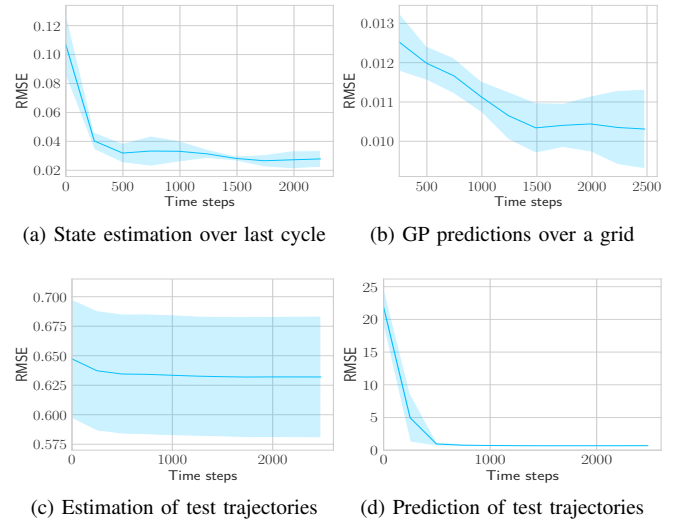 0.12
0.10
0.08
0.06
0.04
0.02
RMSE
0 500 1000 1500 2000
Time steps
(a) State estimation over last cycle
0.013
0.012
0.011
0.010
RMSE
500 1000 1500 2000 2500
Time steps
(b) GP predictions over a grid
0.700
0.675
0.650
0.625
0.600
0.575
RMSE
0 1000 2000
Time steps
(c) Estimation of test trajectories
25
20
15
10
5
0
RMSE
0 1000 2000
Time steps
(d) Prediction of test trajectories